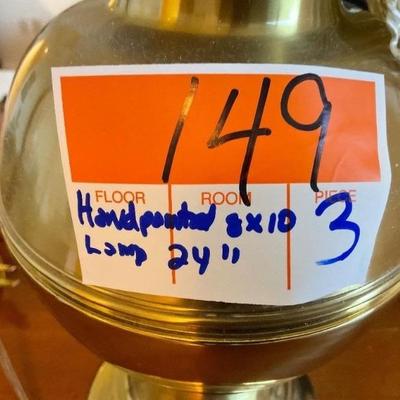 149
FLOOR ROOM PIECE
Handpainted 8x10 3
Lamp 24"